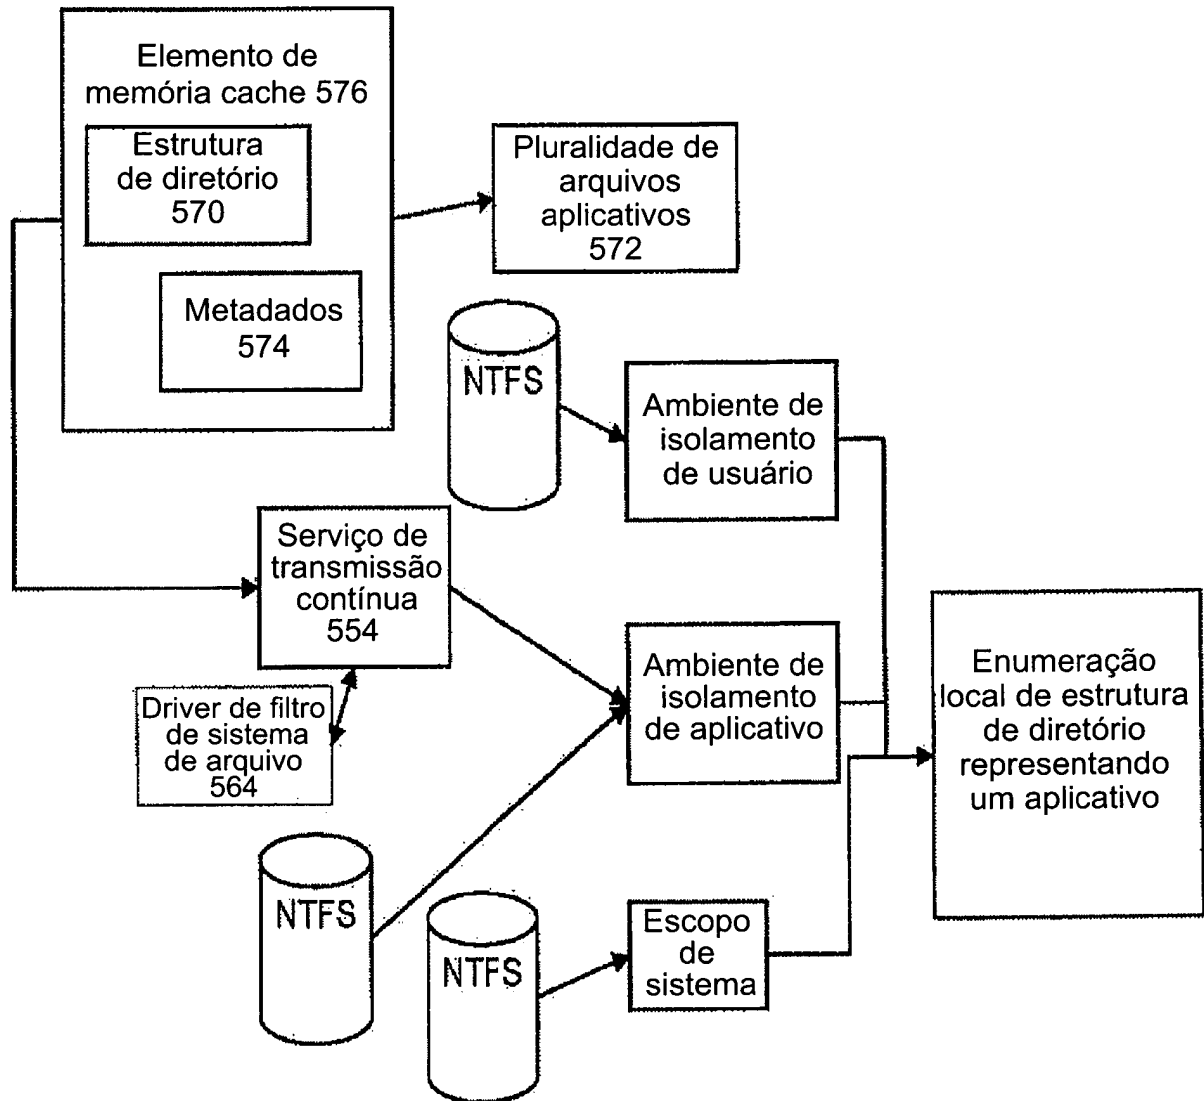 Elemento de
memória cache 576
Estrutura
de diretório
570
Metadados
574
Pluralidade de
arquivos
aplicativos
572
NTFS
Ambiente de
isolamento
de usuário
Serviço de
transmissão
contínua
554
Driver de filtro
de sistema
de arquivo
564
Ambiente de
isolamento
de aplicativo
Enumeração
local de estrutura
de diretório
representando
um aplicativo
NTFS
NTFS
Escopo
de
sistema